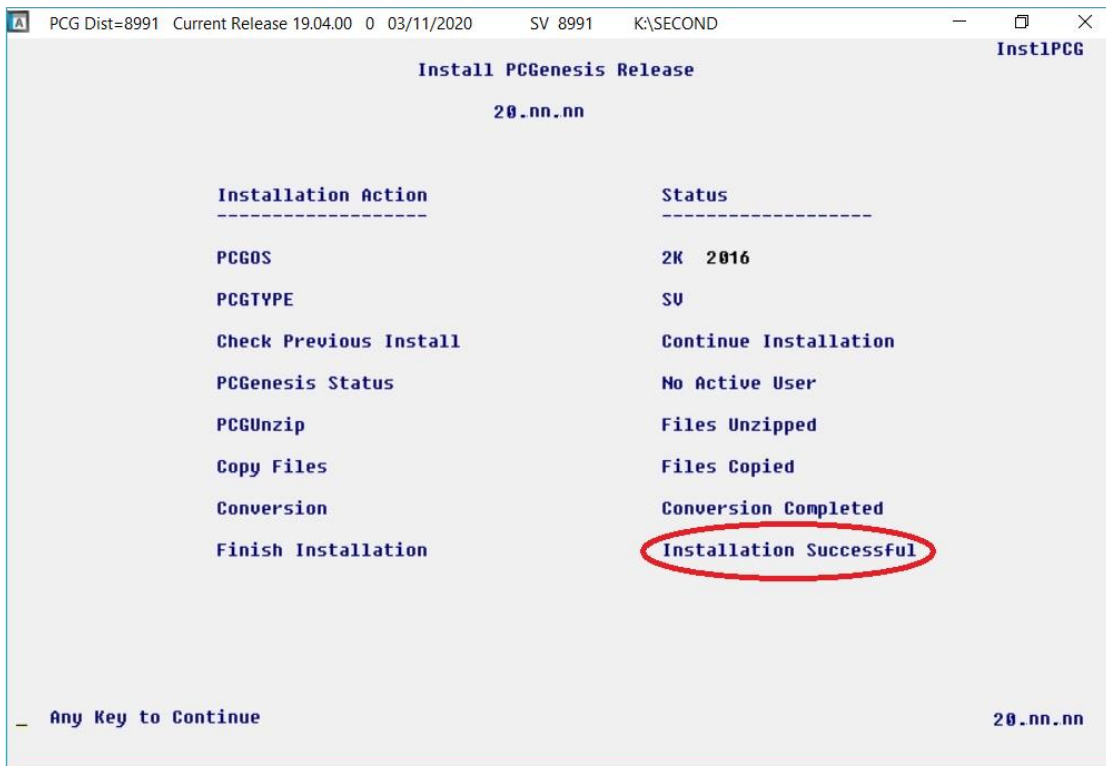 A PCG Dist=8991 Current Release 19.04.00 0 03/11/2020 SV 8991 K:\SECOND
InstlPCG
Install PCGenesis Release
20.nn.nn
Installation Action Status
------------------- -------------------
PCGOS 2K 2016
PCGTYPE SV
Check Previous Install Continue Installation
PCGenesis Status No Active User
PCGUnzip Files Unzipped
Copy Files Files Copied
Conversion Conversion Completed
Finish Installation Installation Successful
_ Any Key to Continue 20.nn.nn